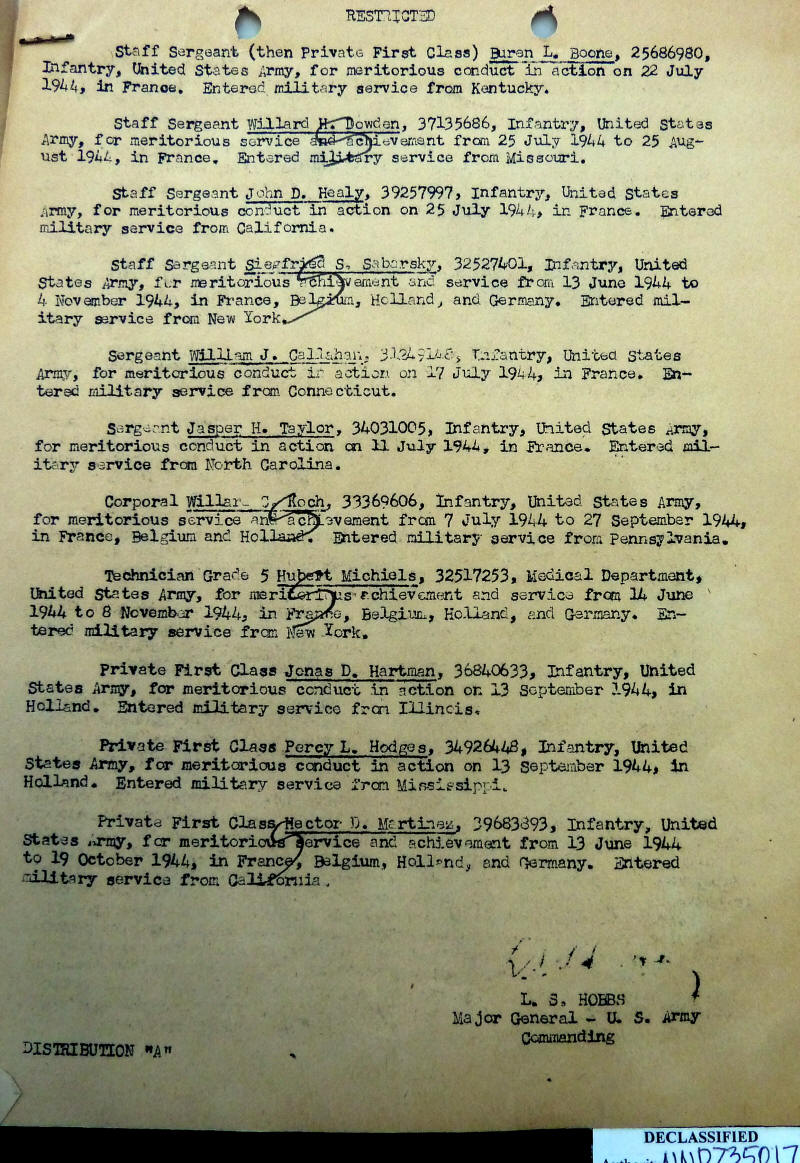 RESTRICTED
Staff Sergeant (then Private First Class) Buren L. Boone, 25686980,
Infantry, United States Army, for meritorious conduct in action on 22 July
1944, in France. Entered military service from Kentucky.
Staff Sergeant Willard H. Dowden, 37135686, Infantry, United States
Army, for meritorious service and achievement from 25 July 1944 to 25 Aug-
ust 1944, in France. Entered military service from Missouri.
Staff Sergeant John D. Healy, 39257997, Infantry, United States
Army, for meritorious conduct in action on 25 July 1944, in France. Entered
military service from California.
Staff Sergeant Siegfried S. Sabarsky, 32527401, Infantry, United
States Army, for meritorious achievement and service from 13 June 1944 to
4 November 1944, in France, Belgium, Holland, and Germany. Entered mil-
itary service from New York.
Sergeant William J. Callahan, Infantry, United States
Army, for meritorious conduct in action on 17 July 1944, in France. En-
tered military service from Connecticut.
Sergeant Jasper H. Taylor, 34031005, Infantry, United States Army,
for meritorious conduct in action on 11 July 1944, in France. Entered mil-
itary service from North Carolina.
Corporal Koch, 33369606, Infantry, United States Army,
for meritorious service and achievement from 7 July 1944 to 27 September 1944,
in France, Belgium and Holland. Entered military service from Pennsylvania.
Technician Grade 5 Hubert Michiels, 32517253, Medical Department,
United States Army, for meritorious achievement and service from 14 June
1944 to 8 November 1944, in France, Belgium, Holland, and Germany. En-
tered military service from New York.
Private First Class Jonas D. Hartman, 36840633, Infantry, United
States Army, for meritorious conduct in action on 13 September 1944, in
Holland. Entered military service from Illinois.
Private First Class Percy L. Hodges, 34926448, Infantry, United
States Army, for meritorious conduct in action on 13 September 1944, in
Holland. Entered military service from Mississippi.
Private First Class Hector D. Martinez, 39683893, Infantry, United
States Army, for meritorious service and achievement from 13 June 1944
to 19 October 1944, in France, Belgium, Holland, and Germany. Entered
military service from California.
L. S. HOBBS
Major General - U. S. Army
Commanding
DISTRIBUTION "A"
DECLASSIFIED
NND735017